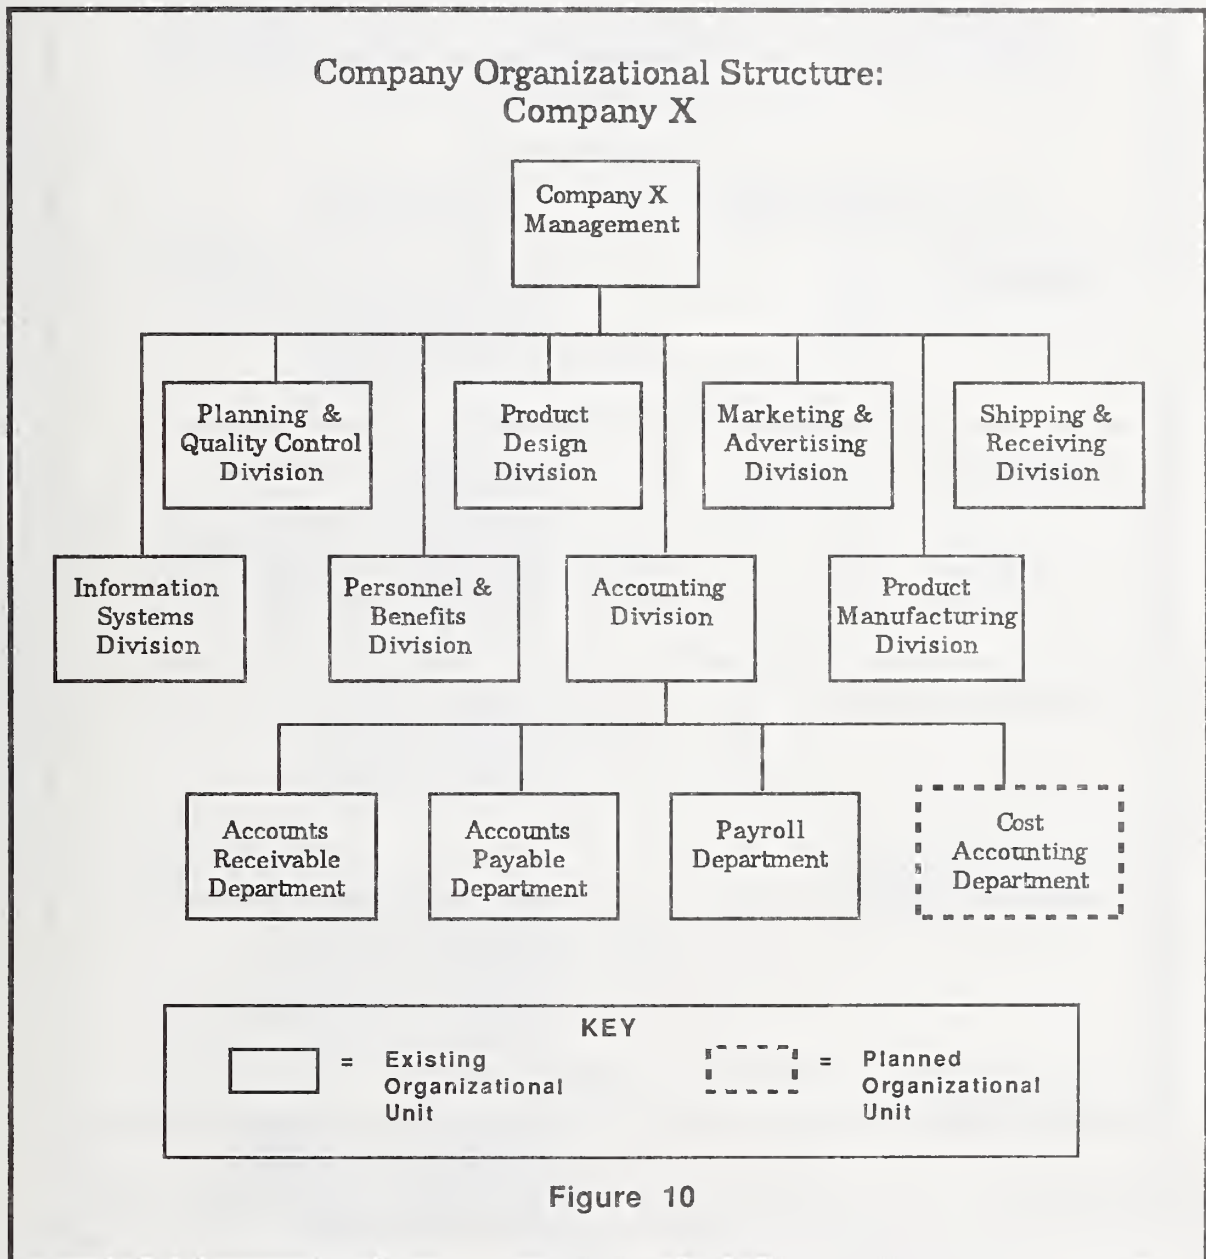 Company Organizational Structure:
Company X
Company X
Management
Planning &
Quality Control
Division
Product
Design
Division
Marketing &
Advertising
Division
Shipping &
Receiving
Division
Information
Systems
Division
Personnel &
Benefits
Division
Accounting
Division
Product
Manufacturing
Division
Accounts
Receivable
Department
Accounts
Payable
Department
Payroll
Department
Cost
Accounting
Department
KEY
= Existing
Organizational
Unit
= Planned
Organizational
Unit
Figure 10